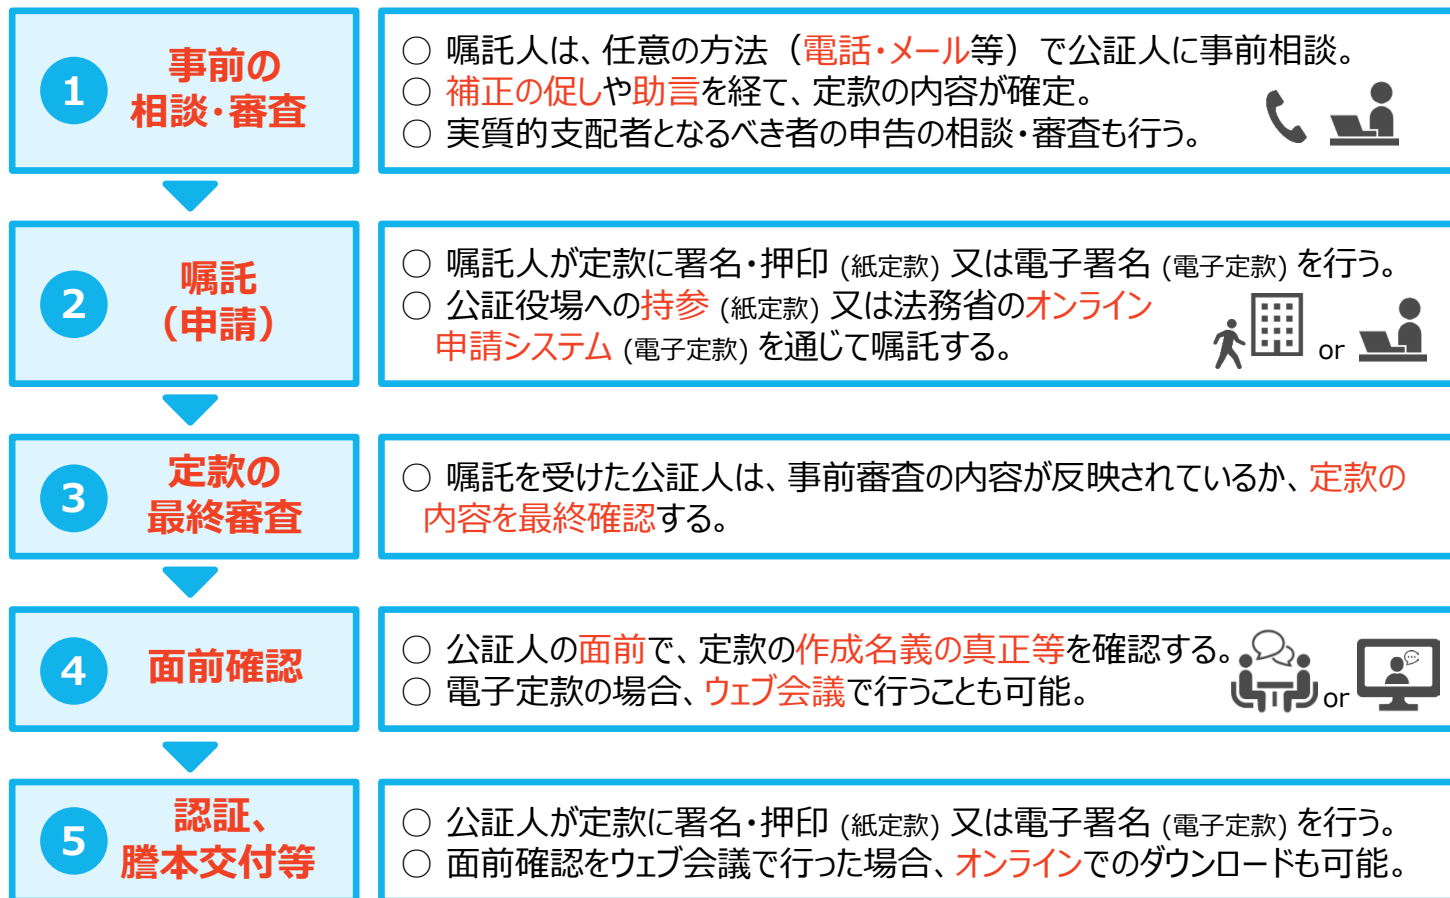 1
事前の
相談・審査
○ 嘱託人は、任意の方法（電話・メール等）で公証人に事前相談。
○ 補正の促しや助言を経て、定款の内容が確定。
○ 実質的支配者となるべき者の申告の相談・審査も行う。
2
嘱託
（申請）
○ 嘱託人が定款に署名・押印 (紙定款) 又は電子署名 (電子定款) を行う。
○ 公証役場への持参 (紙定款) 又は法務省のオンライン
申請システム (電子定款) を通じて嘱託する。
or
3
定款の
最終審査
○ 嘱託を受けた公証人は、事前審査の内容が反映されているか、定款の
内容を最終確認する。
4
面前確認
○ 公証人の面前で、定款の作成名義の真正等を確認する。
○ 電子定款の場合、ウェブ会議で行うことも可能。
or
5
認証、
謄本交付等
○ 公証人が定款に署名・押印 (紙定款) 又は電子署名 (電子定款) を行う。
○ 面前確認をウェブ会議で行った場合、オンラインでのダウンロードも可能。